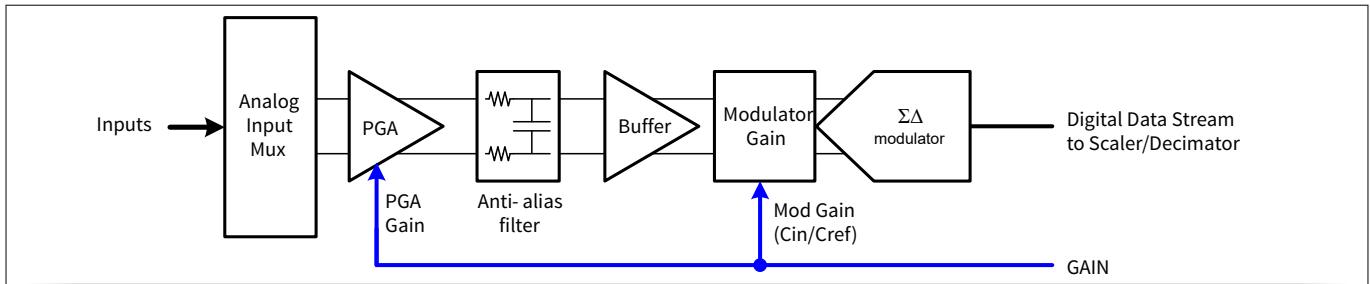 Inputs
Analog
Input
Mux
PGA
PGA
Gain
Anti- alias
filter
Buffer
Modulator
Gain
Mod Gain
(Cin/Cref)
ΣΔ
modulator
Digital Data Stream
to Scaler/Decimator
GAIN